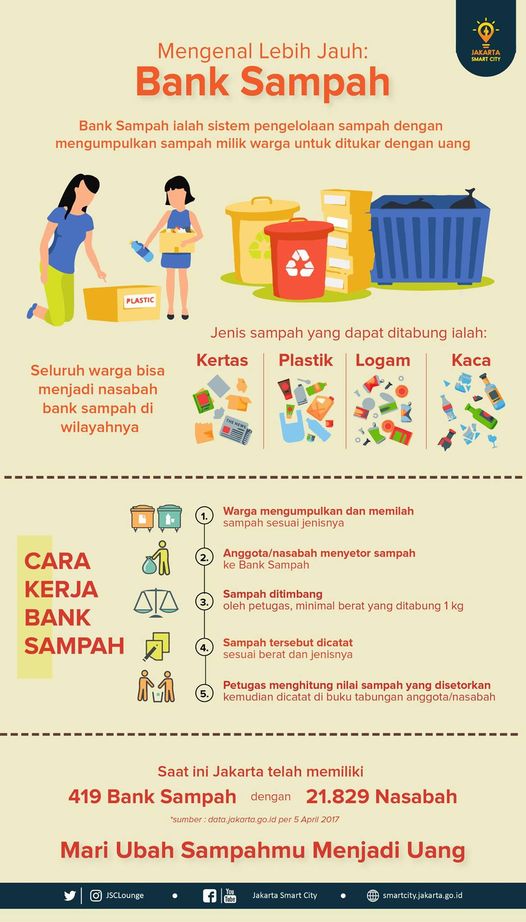 JAKARTA
SMART CITY
Mengenal Lebih Jauh:
Bank Sampah
Bank Sampah ialah sistem pengelolaan sampah dengan
mengumpulkan sampah milik warga untuk ditukar dengan uang
PLASTIC
Seluruh warga bisa
menjadi nasabah
bank sampah di
wilayahnya
Jenis sampah yang dapat ditabung ialah:
Kertas
Plastik
Logam
Kaca
THE NEWS
CARA
KERJA
BANK
SAMPAH
1.
Warga mengumpulkan dan memilah
sampah sesuai jenisnya
2.
Anggota/nasabah menyetor sampah
ke Bank Sampah
3.
Sampah ditimbang
oleh petugas, minimal berat yang ditabung 1 kg
4.
Sampah tersebut dicatat
sesuai berat dan jenisnya
5.
Petugas menghitung nilai sampah yang disetorkan
kemudian dicatat di buku tabungan anggota/nasabah
Saat ini Jakarta telah memiliki
419 Bank Sampah dengan 21.829 Nasabah
*sumber : data.jakarta.go.id per 5 April 2017
Mari Ubah Sampahmu Menjadi Uang
JSCLounge
You Tube
Jakarta Smart City
smartcity.jakarta.go.id